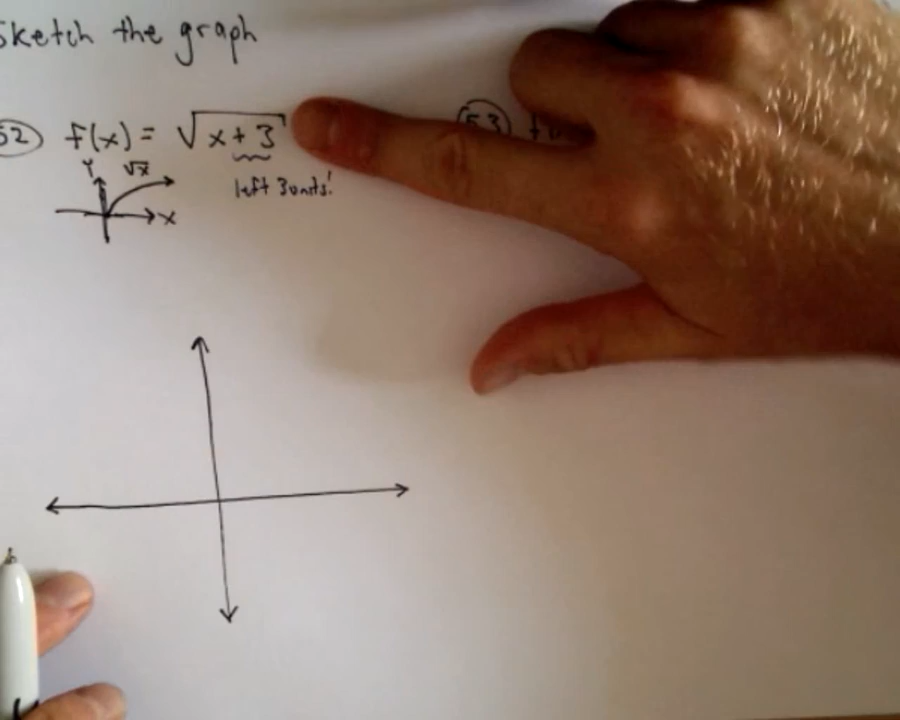 Sketch the graph
52) f(x) = √x+3
53
Y √x
left 3 units!
X